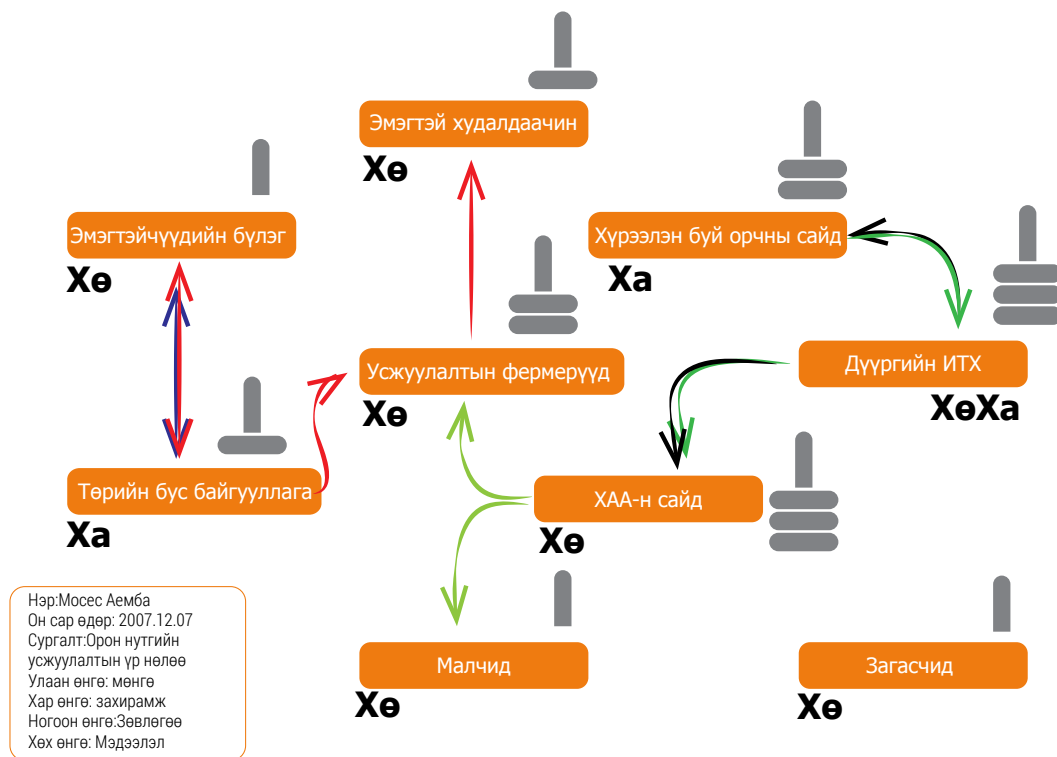 Эмэгтэй худалдаачин
Хө
Эмэгтэйчүүдийн бүлэг
Хө
Хүрээлэн буй орчны сайд
Ха
Усжуулалтын фермерүүд
Хө
Дүүргийн ИТХ
ХөХа
Төрийн бус байгууллага
Ха
ХАА-н сайд
Хө
Малчид
Хө
Загасчид
Хө
Нэр:Мосес Аемба
Он сар өдөр: 2007.12.07
Сургалт:Орон нутгийн
усжуулалтын үр нөлөө
Улаан өнгө: мөнгө
Хар өнгө: захирамж
Ногоон өнгө:Зөвлөгөө
Хөх өнгө: Мэдээлэл